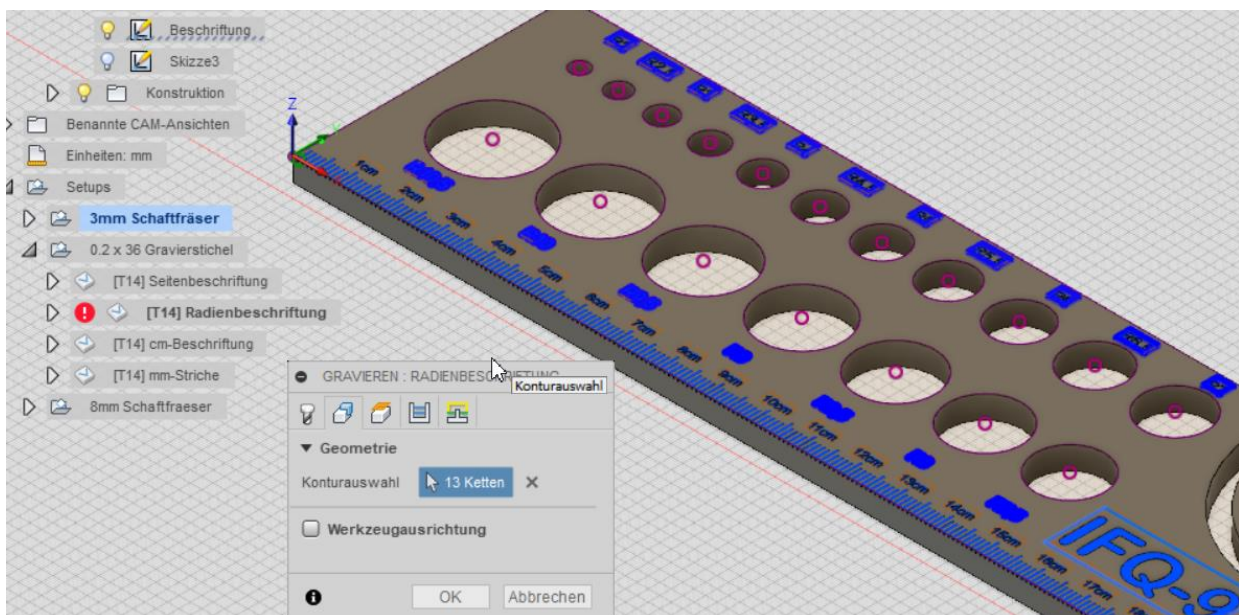 Beschriftung
Skizze3
Konstruktion
Benannte CAM-Ansichten
Einheiten: mm
Setups
3mm Schaftfräser
0.2 x 36 Gravierstichel
[T14] Seitenbeschriftung
[T14] Radienbeschriftung
[T14] cm-Beschriftung
[T14] mm-Striche
8mm Schaftfraeser
GRAVIEREN : RADIENBESCHRIFTUNG
Konturauswahl
Geometrie
Konturauswahl
13 Ketten
Werkzeugausrichtung
OK
Abbrechen
Z
1cm
2cm
3cm
4cm
5cm
6cm
7cm
8cm
9cm
10cm
11cm
12cm
13cm
14cm
15cm
16cm
17cm
IFQ-9